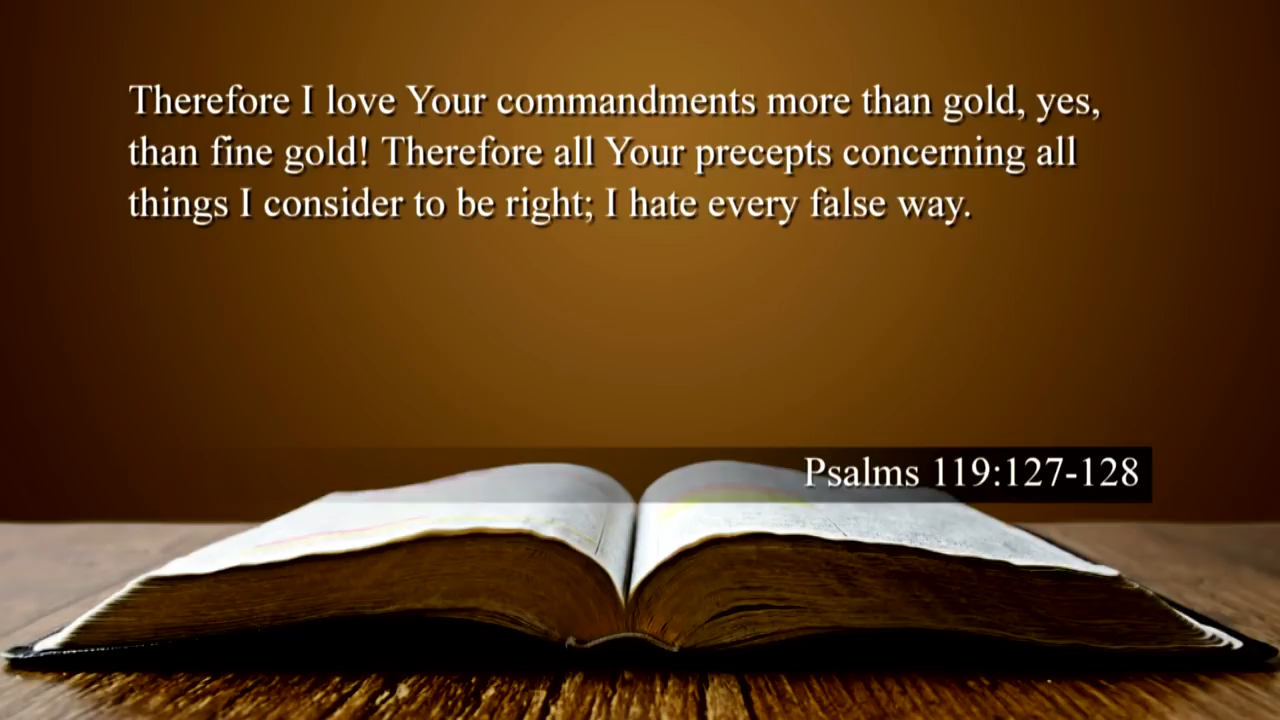 Therefore I love Your commandments more than gold, yes,
than fine gold! Therefore all Your precepts concerning all
things I consider to be right; I hate every false way.
Psalms 119:127-128